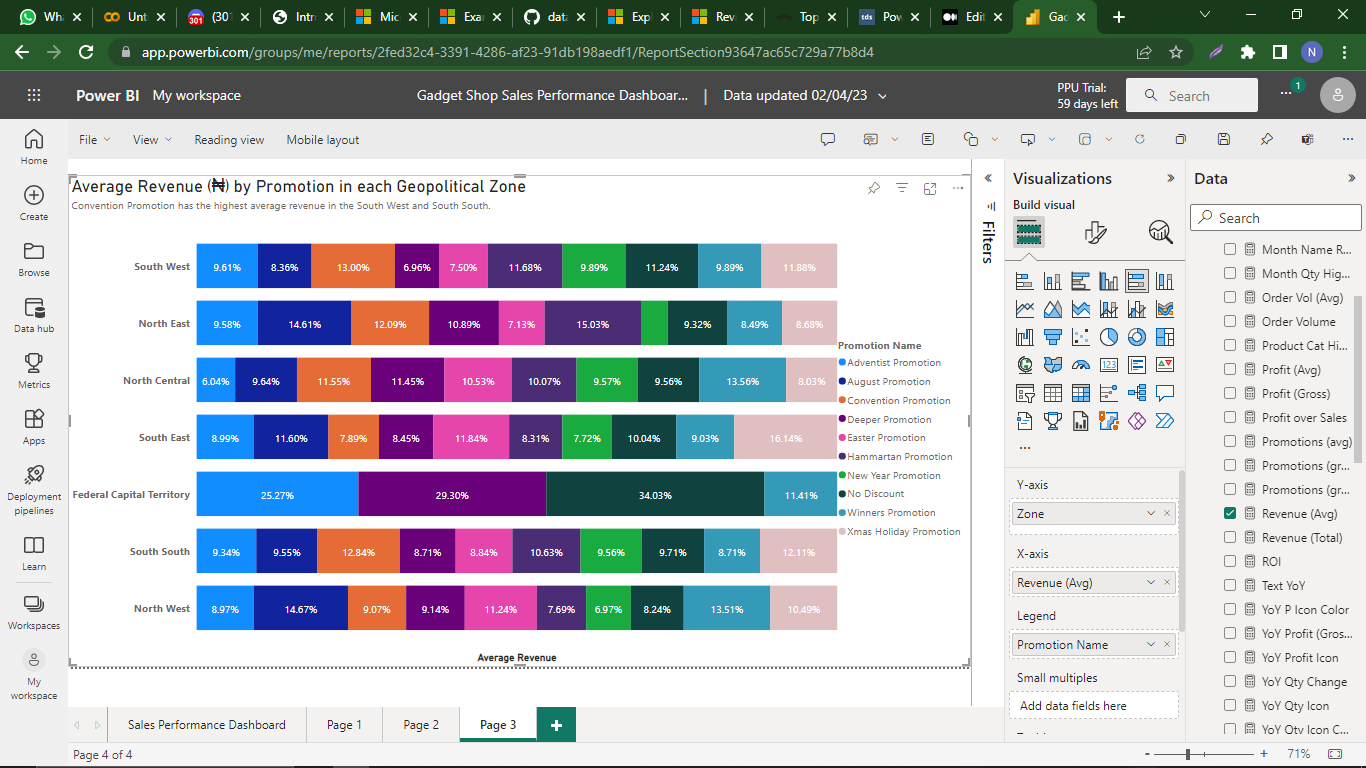 Wha
Unti
(30
301
Intro
Mic
Exa
data
Expl
Rev
Top
tds
Pow
Edit
Gad
app.powerbi.com/groups/me/reports/2fed32c4-3391-4286-af23-91db198aedf1/ReportSection93647ac65c729a77b8d4
N
Power BI My workspace
Gadget Shop Sales Performance Dashboar... | Data updated 02/04/23
PPU Trial:
59 days left
Search
1
File View Reading view Mobile layout
Home
Create
Browse
Data hub
Metrics
Apps
Deployment
pipelines
Learn
Workspaces
My
workspace
Average Revenue (₦) by Promotion in each Geopolitical Zone
Convention Promotion has the highest average revenue in the South West and South South.
South West 9.61% 8.36% 13.00% 6.96% 7.50% 11.68% 9.89% 11.24% 9.89% 11.88%
North East 9.58% 14.61% 12.09% 10.89% 7.13% 15.03% 9.32% 8.49% 8.68%
North Central 6.04% 9.64% 11.55% 11.45% 10.53% 10.07% 9.57% 9.56% 13.56% 8.03%
South East 8.99% 11.60% 7.89% 8.45% 11.84% 8.31% 7.72% 10.04% 9.03% 16.14%
Federal Capital Territory 25.27% 29.30% 34.03% 11.41%
South South 9.34% 9.55% 12.84% 8.71% 8.84% 10.63% 9.56% 9.71% 8.71% 12.11%
North West 8.97% 14.67% 9.07% 9.14% 11.24% 7.69% 6.97% 8.24% 13.51% 10.49%
Average Revenue
Promotion Name
Adventist Promotion
August Promotion
Convention Promotion
Deeper Promotion
Easter Promotion
Hammartan Promotion
New Year Promotion
No Discount
Winners Promotion
Xmas Holiday Promotion
Filters
Visualizations
Build visual
123
Y-axis
Zone
X-axis
Revenue (Avg)
Legend
Promotion Name
Small multiples
Add data fields here
Data
Search
Month Name R...
Month Qty Hig...
Order Vol (Avg)
Order Volume
Product Cat Hi...
Profit (Avg)
Profit (Gross)
Profit over Sales
Promotions (avg)
Promotions (gr...
Promotions (gr...
Revenue (Avg)
Revenue (Total)
ROI
Text YoY
YoY P Icon Color
YoY Profit (Gros...
YoY Profit Icon
YoY Qty Change
YoY Qty Icon
YoY Qty Icon C...
Sales Performance Dashboard Page 1 Page 2 Page 3
Page 4 of 4
- + 71%